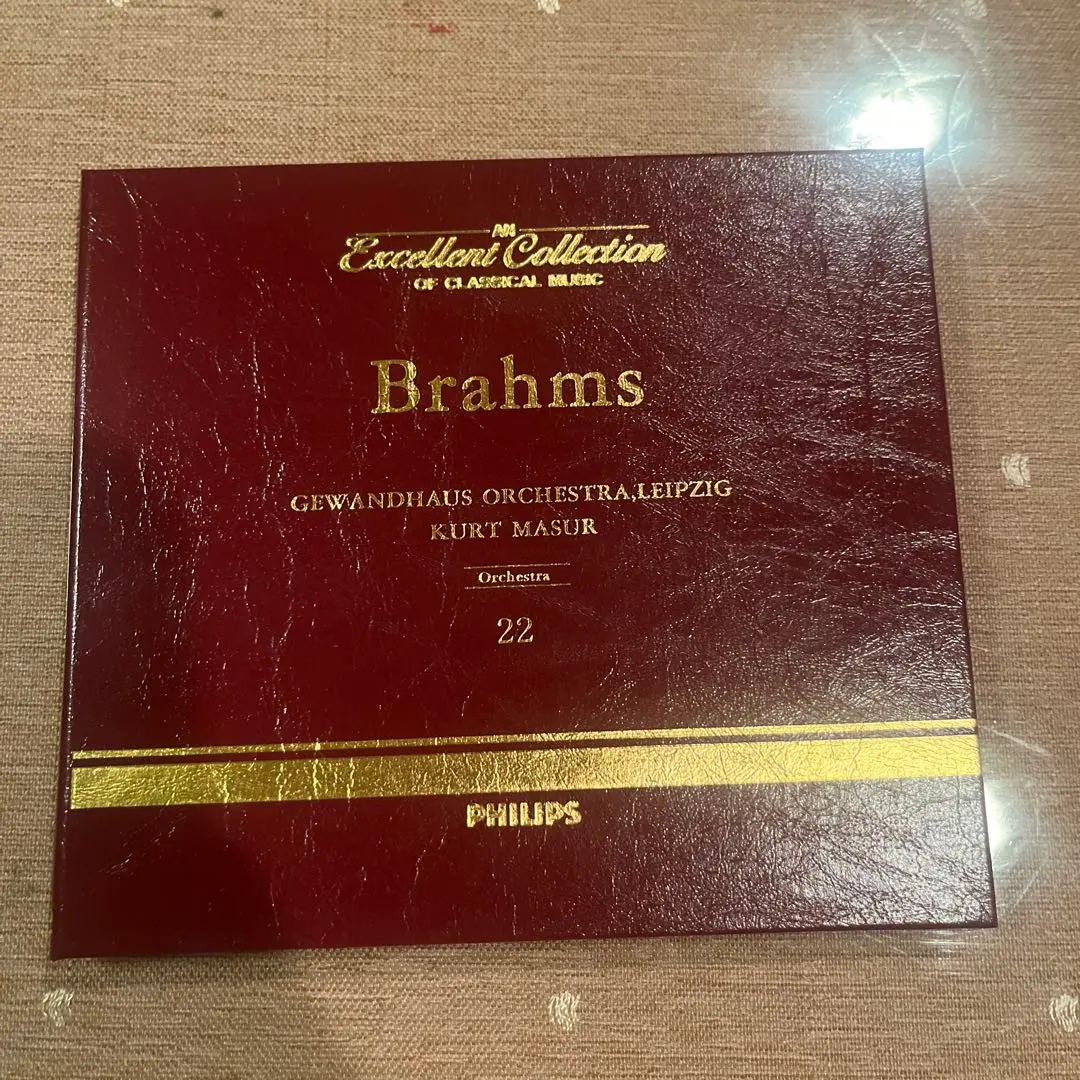 AN
Excellent Collection
OF CLASSICAL MUSIC
Brahms
GEWANDHAUS ORCHESTRA,LEIPZIG
KURT MASUR
Orchestra
22
PHILIPS